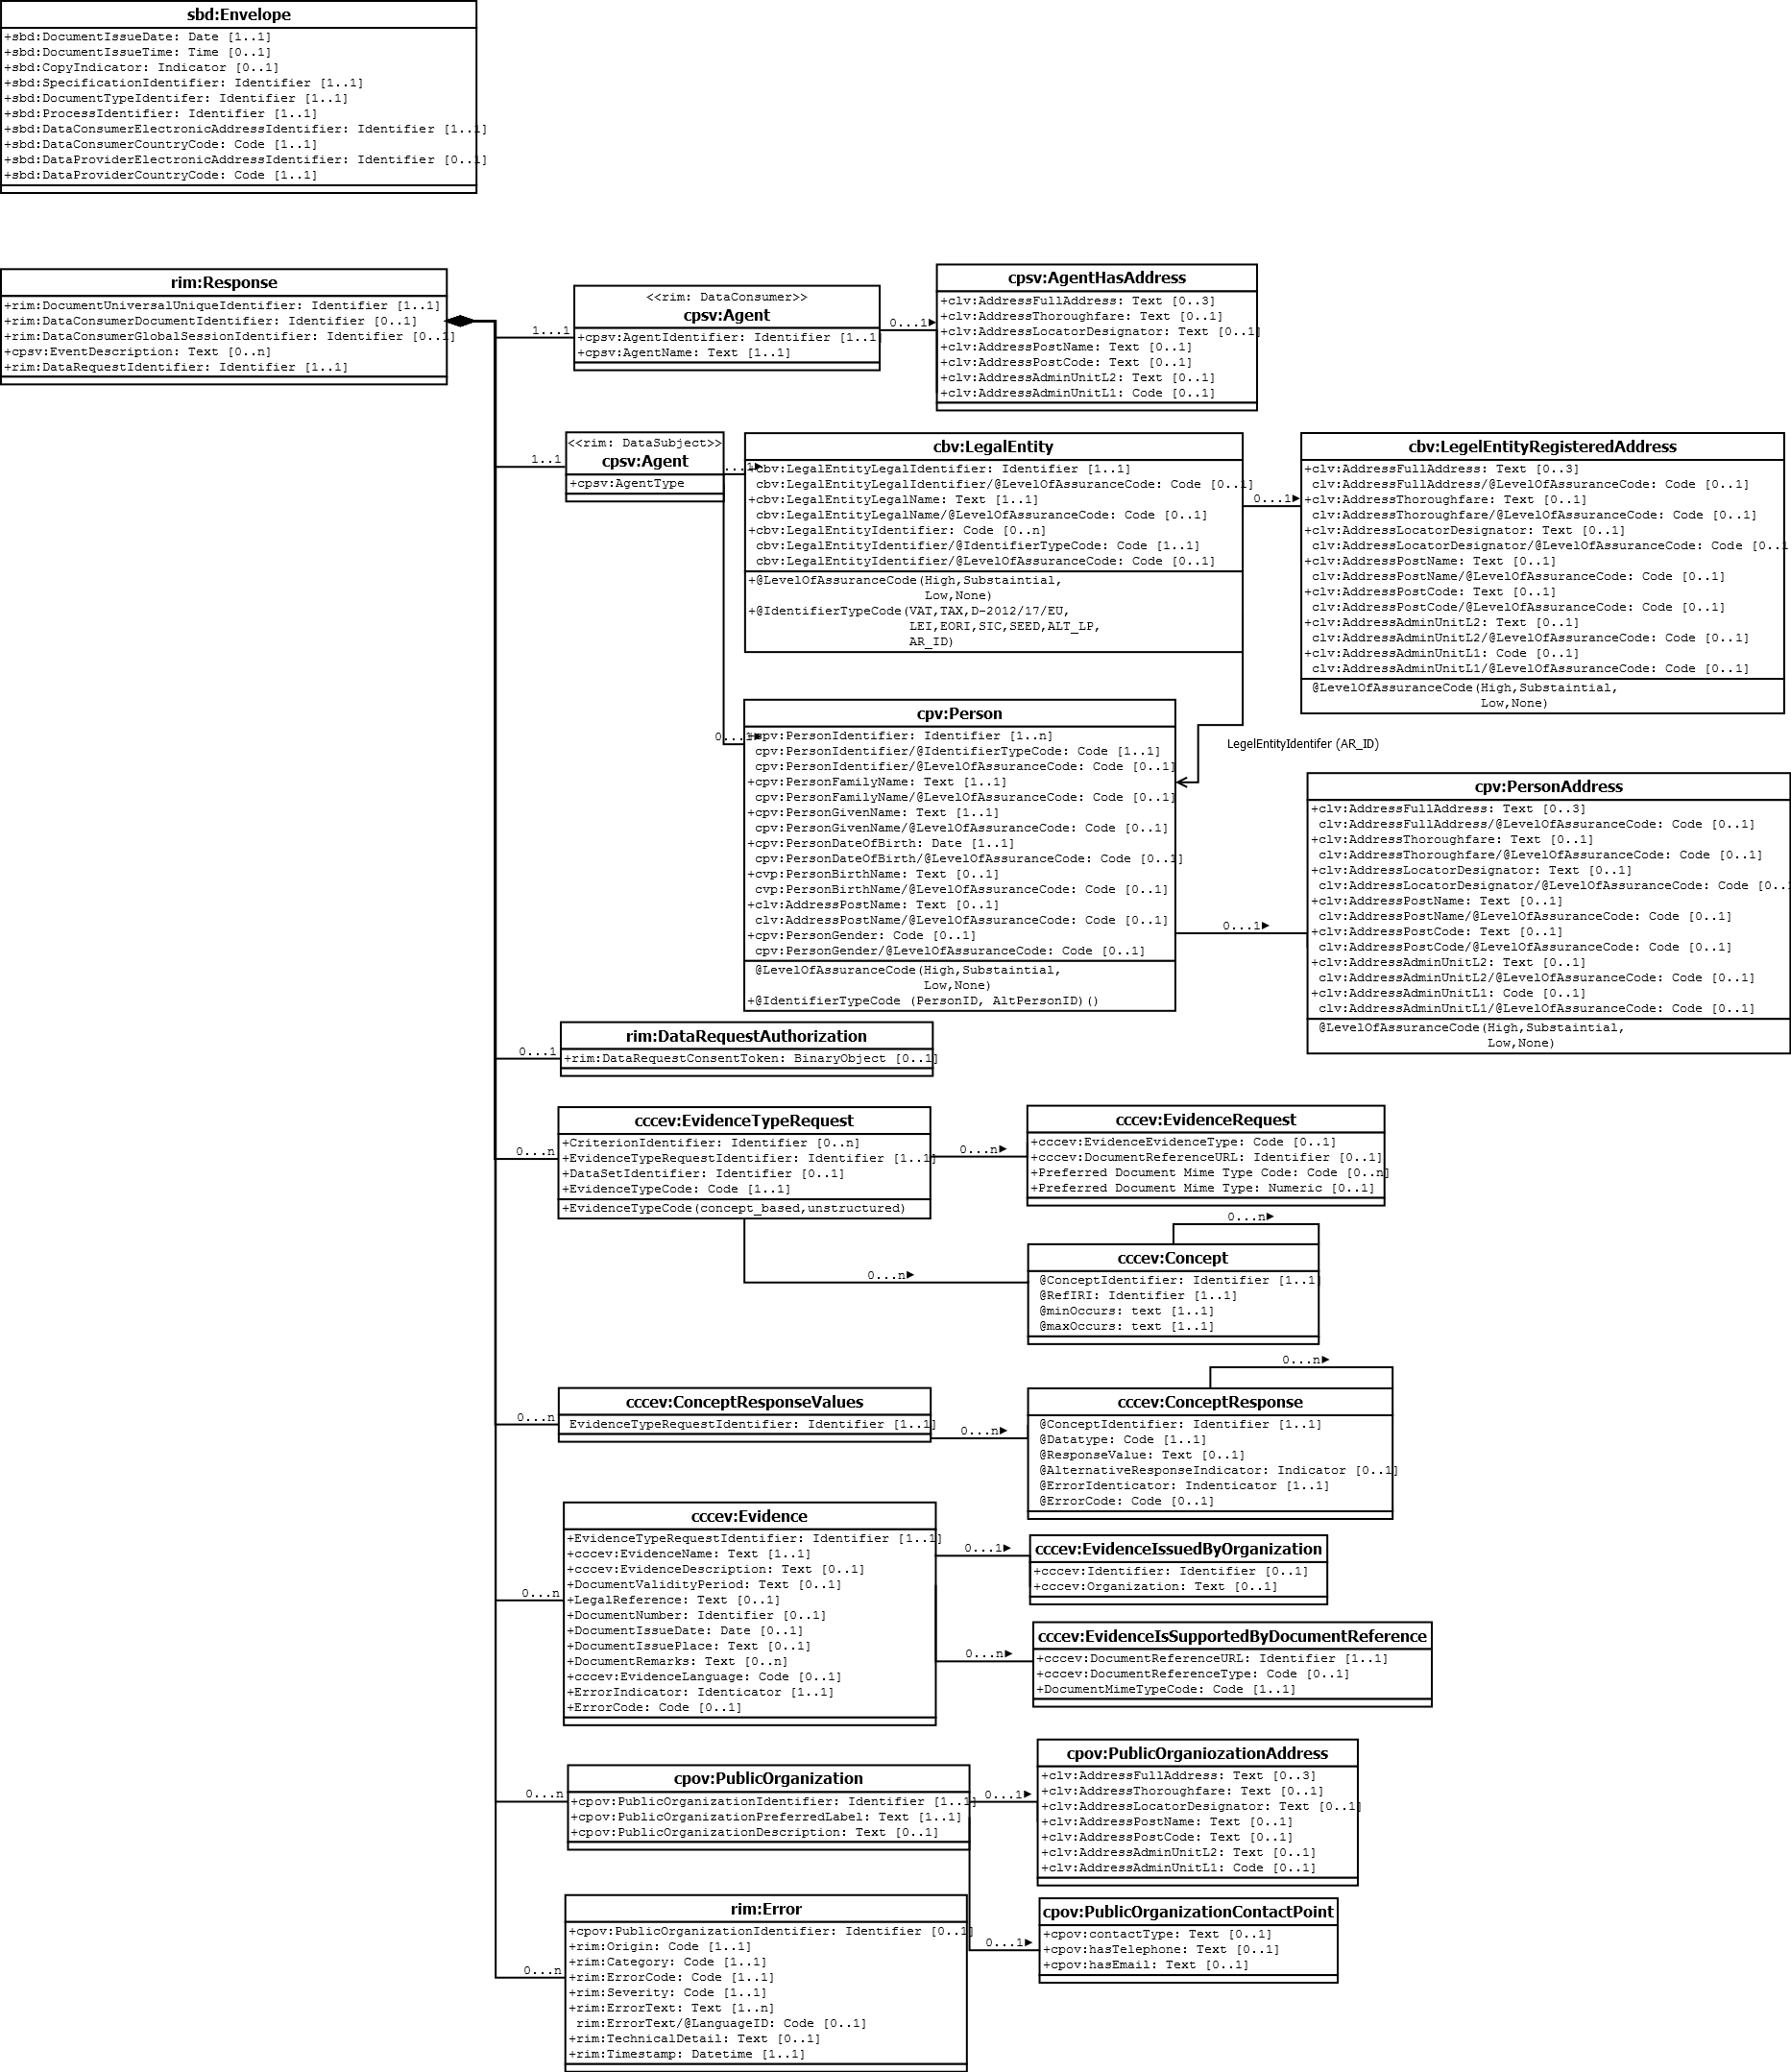 sbd:Envelope
+sbd:DocumentIssueDate: Date [1..1]
+sbd:DocumentIssueTime: Time [0..1]
+sbd:CopyIndicator: Indicator [0..1]
+sbd:SpecificationIdentifier: Identifier [1..1]
+sbd:DocumentTypeIdentifer: Identifier [1..1]
+sbd:ProcessIdentifier: Identifier [1..1]
+sbd:DataConsumerElectronicAddressIdentifier: Identifier [1..1]
+sbd:DataConsumerCountryCode: Code [1..1]
+sbd:DataProviderElectronicAddressIdentifier: Identifier [0..1]
+sbd:DataProviderCountryCode: Code [1..1]
rim:Response
+rim:DocumentUniversalUniqueIdentifier: Identifier [1..1]
+rim:DataConsumerDocumentIdentifier: Identifier [0..1]
+rim:DataConsumerGlobalSessionIdentifier: Identifier [0..1]
+cpsv:EventDescription: Text [0..n]
+rim:DataRequestIdentifier: Identifier [1..1]
1...1
<<rim: DataConsumer>>
cpsv:Agent
+cpsv:AgentIdentifier: Identifier [1..1]
+cpsv:AgentName: Text [1..1]
0...1
cpsv:AgentHasAddress
+clv:AddressFullAddress: Text [0..3]
+clv:AddressThoroughfare: Text [0..1]
+clv:AddressLocatorDesignator: Text [0..1]
+clv:AddressPostName: Text [0..1]
+clv:AddressPostCode: Text [0..1]
+clv:AddressAdminUnitL2: Text [0..1]
+clv:AddressAdminUnitL1: Code [0..1]
1...1
<<rim: DataSubject>>
cpsv:Agent
+cpsv:AgentType
...1
cbv:LegalEntity
+cbv:LegalEntityLegalIdentifier: Identifier [1..1]
cbv:LegalEntityLegalIdentifier/@LevelOfAssuranceCode: Code [0..1]
+cbv:LegalEntityLegalName: Text [1..1]
cbv:LegalEntityLegalName/@LevelOfAssuranceCode: Code [0..1]
+cbv:LegalEntityIdentifier: Code [0..n]
cbv:LegalEntityIdentifier/@IdentifierTypeCode: Code [1..1]
cbv:LegalEntityIdentifier/@LevelOfAssuranceCode: Code [0..1]
+@LevelOfAssuranceCode(High,Substaintial,
Low,None)
+@IdentifierTypeCode(VAT,TAX,D-2012/17/EU,
LEI,EORI,SIC,SEED,ALT_LP,
AR_ID)
0...1
cbv:LegelEntityRegisteredAddress
+clv:AddressFullAddress: Text [0..3]
clv:AddressFullAddress/@LevelOfAssuranceCode: Code [0..1]
+clv:AddressThoroughfare: Text [0..1]
clv:AddressThoroughfare/@LevelOfAssuranceCode: Code [0..1]
+clv:AddressLocatorDesignator: Text [0..1]
clv:AddressLocatorDesignator/@LevelOfAssuranceCode: Code [0..1
+clv:AddressPostName: Text [0..1]
clv:AddressPostName/@LevelOfAssuranceCode: Code [0..1]
+clv:AddressPostCode: Text [0..1]
clv:AddressPostCode/@LevelOfAssuranceCode: Code [0..1]
+clv:AddressAdminUnitL2: Text [0..1]
clv:AddressAdminUnitL2/@LevelOfAssuranceCode: Code [0..1]
+clv:AddressAdminUnitL1: Code [0..1]
clv:AddressAdminUnitL1/@LevelOfAssuranceCode: Code [0..1]
@LevelOfAssuranceCode(High,Substaintial,
Low,None)
0...1
cpv:Person
+cpv:PersonIdentifier: Identifier [1..n]
cpv:PersonIdentifier/@IdentifierTypeCode: Code [1..1]
cpv:PersonIdentifier/@LevelOfAssuranceCode: Code [0..1]
+cpv:PersonFamilyName: Text [1..1]
cpv:PersonFamilyName/@LevelOfAssuranceCode: Code [0..1]
+cpv:PersonGivenName: Text [1..1]
cpv:PersonGivenName/@LevelOfAssuranceCode: Code [0..1]
+cpv:PersonDateOfBirth: Date [1..1]
cpv:PersonDateOfBirth/@LevelOfAssuranceCode: Code [0..1]
+cvp:PersonBirthName: Text [0..1]
cvp:PersonBirthName/@LevelOfAssuranceCode: Code [0..1]
+clv:AddressPostName: Text [0..1]
clv:AddressPostName/@LevelOfAssuranceCode: Code [0..1]
+cpv:PersonGender: Code [0..1]
cpv:PersonGender/@LevelOfAssuranceCode: Code [0..1]
@LevelOfAssuranceCode(High,Substaintial,
Low,None)
+@IdentifierTypeCode (PersonID, AltPersonID)()
LegelEntityIdentifer (AR_ID)
0...1
cpv:PersonAddress
+clv:AddressFullAddress: Text [0..3]
clv:AddressFullAddress/@LevelOfAssuranceCode: Code [0..1]
+clv:AddressThoroughfare: Text [0..1]
clv:AddressThoroughfare/@LevelOfAssuranceCode: Code [0..1]
+clv:AddressLocatorDesignator: Text [0..1]
clv:AddressLocatorDesignator/@LevelOfAssuranceCode: Code [0..
+clv:AddressPostName: Text [0..1]
clv:AddressPostName/@LevelOfAssuranceCode: Code [0..1]
+clv:AddressPostCode: Text [0..1]
clv:AddressPostCode/@LevelOfAssuranceCode: Code [0..1]
+clv:AddressAdminUnitL2: Text [0..1]
clv:AddressAdminUnitL2/@LevelOfAssuranceCode: Code [0..1]
+clv:AddressAdminUnitL1: Code [0..1]
clv:AddressAdminUnitL1/@LevelOfAssuranceCode: Code [0..1]
@LevelOfAssuranceCode(High,Substaintial,
Low,None)
0...1
rim:DataRequestAuthorization
+rim:DataRequestConsentToken: BinaryObject [0..1]
0...n
cccev:EvidenceTypeRequest
+CriterionIdentifier: Identifier [0..n]
+EvidenceTypeRequestIdentifier: Identifier [1..1]
+DataSetIdentifier: Identifier [0..1]
+EvidenceTypeCode: Code [1..1]
+EvidenceTypeCode(concept_based,unstructured)
0...n
cccev:EvidenceRequest
+cccev:EvidenceEvidenceType: Code [0..1]
+cccev:DocumentReferenceURL: Identifier [0..1]
+Preferred Document Mime Type Code: Code [0..n]
+Preferred Document Mime Type: Numeric [0..1]
0...n
0...n
cccev:Concept
@ConceptIdentifier: Identifier [1..1]
@RefIRI: Identifier [1..1]
@minOccurs: text [1..1]
@maxOccurs: text [1..1]
0...n
cccev:ConceptResponseValues
EvidenceTypeRequestIdentifier: Identifier [1..1]
0...n
0...n
cccev:ConceptResponse
@ConceptIdentifier: Identifier [1..1]
@Datatype: Code [1..1]
@ResponseValue: Text [0..1]
@AlternativeResponseIndicator: Indicator [0..1]
@ErrorIdenticator: Indenticator [1..1]
@ErrorCode: Code [0..1]
0...n
cccev:Evidence
+EvidenceTypeRequestIdentifier: Identifier [1..1]
+cccev:EvidenceName: Text [1..1]
+cccev:EvidenceDescription: Text [0..1]
+DocumentValidityPeriod: Text [0..1]
+LegalReference: Text [0..1]
+DocumentNumber: Identifier [0..1]
+DocumentIssueDate: Date [0..1]
+DocumentIssuePlace: Text [0..1]
+DocumentRemarks: Text [0..n]
+cccev:EvidenceLanguage: Code [0..1]
+ErrorIndicator: Identicator [1..1]
+ErrorCode: Code [0..1]
0...1
cccev:EvidenceIssuedByOrganization
+cccev:Identifier: Identifier [0..1]
+cccev:Organization: Text [0..1]
0...n
cccev:EvidenceIsSupportedByDocumentReference
+cccev:DocumentReferenceURL: Identifier [1..1]
+cccev:DocumentReferenceType: Code [0..1]
+DocumentMimeTypeCode: Code [1..1]
0...n
cpov:PublicOrganization
+cpov:PublicOrganizationIdentifier: Identifier [1..1]
+cpov:PublicOrganizationPreferredLabel: Text [1..1]
+cpov:PublicOrganizationDescription: Text [0..1]
0...1
cpov:PublicOrganiozationAddress
+clv:AddressFullAddress: Text [0..3]
+clv:AddressThoroughfare: Text [0..1]
+clv:AddressLocatorDesignator: Text [0..1]
+clv:AddressPostName: Text [0..1]
+clv:AddressPostCode: Text [0..1]
+clv:AddressAdminUnitL2: Text [0..1]
+clv:AddressAdminUnitL1: Code [0..1]
0...1
cpov:PublicOrganizationContactPoint
+cpov:contactType: Text [0..1]
+cpov:hasTelephone: Text [0..1]
+cpov:hasEmail: Text [0..1]
0...n
rim:Error
+cpov:PublicOrganizationIdentifier: Identifier [0..1]
+rim:Origin: Code [1..1]
+rim:Category: Code [1..1]
+rim:ErrorCode: Code [1..1]
+rim:Severity: Code [1..1]
+rim:ErrorText: Text [1..n]
rim:ErrorText/@LanguageID: Code [0..1]
+rim:TechnicalDetail: Text [0..1]
+rim:Timestamp: Datetime [1..1]